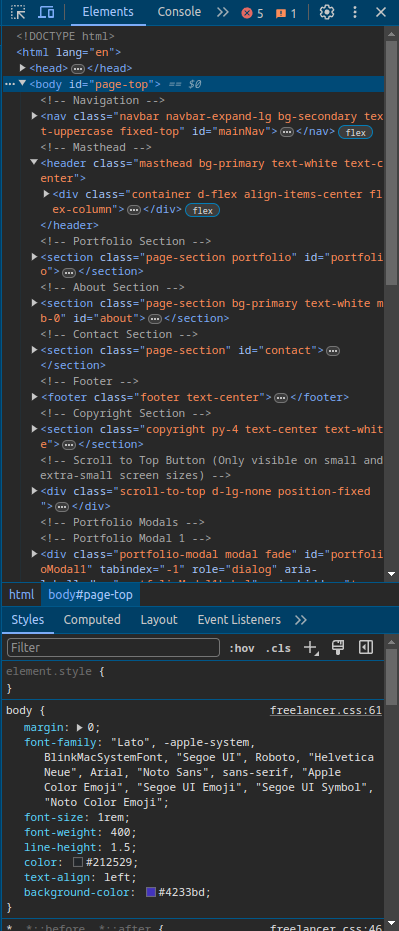 Elements Console 5 1
<!DOCTYPE html>
<html lang="en">
<head> ⋯ </head>
⋯ <body id="page-top"> == $0
<!-- Navigation -->
<nav class="navbar navbar-expand-lg bg-secondary tex
t-uppercase fixed-top" id="mainNav"> ⋯ </nav> flex
<!-- Masthead -->
<header class="masthead bg-primary text-white text-c
enter">
<div class="container d-flex align-items-center fl
ex-column"> ⋯ </div> flex
</header>
<!-- Portfolio Section -->
<section class="page-section portfolio" id="portfoli
o"> ⋯ </section>
<!-- About Section -->
<section class="page-section bg-primary text-white m
b-0" id="about"> ⋯ </section>
<!-- Contact Section -->
<section class="page-section" id="contact"> ⋯
</section>
<!-- Footer -->
<footer class="footer text-center"> ⋯ </footer>
<!-- Copyright Section -->
<section class="copyright py-4 text-center text-whit
e"> ⋯ </section>
<!-- Scroll to Top Button (Only visible on small and
extra-small screen sizes) -->
<div class="scroll-to-top d-lg-none position-fixed
"> ⋯ </div>
<!-- Portfolio Modals -->
<!-- Portfolio Modal 1 -->
<div class="portfolio-modal modal fade" id="portfoli
oModal1" tabindex="-1" role="dialog" aria-
html body#page-top
Styles Computed Layout Event Listeners
Filter :hov .cls
element.style {
}
body { freelancer.css:61
margin: 0;
font-family: "Lato", -apple-system,
BlinkMacSystemFont, "Segoe UI", Roboto, "Helvetica
Neue", Arial, "Noto Sans", sans-serif, "Apple
Color Emoji", "Segoe UI Emoji", "Segoe UI Symbol",
"Noto Color Emoji";
font-size: 1rem;
font-weight: 400;
line-height: 1.5;
color: #212529;
text-align: left;
background-color: #4233bd;
}
*, *::before, *::after { freelancer.css:46